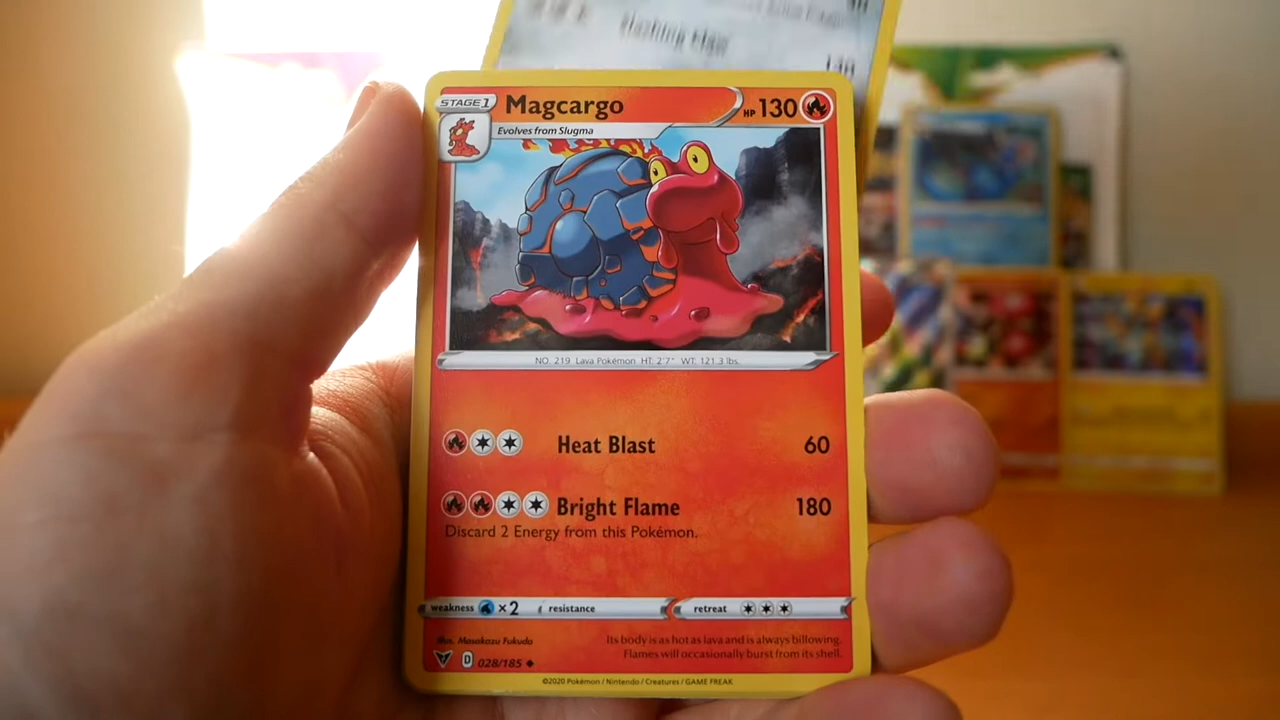 STAGE 1 Magcargo HP 130
Evolves from Slugma
NO. 219 Lava Pokémon HT: 2'7" WT: 121.3 lbs.
Heat Blast 60
Bright Flame 180
Discard 2 Energy from this Pokémon.
weakness ×2 resistance retreat
Illus. Masakazu Fukuda
Its body is as hot as lava and is always billowing.
Flames will occasionally burst from its shell.
D 028/185
©2020 Pokémon / Nintendo / Creatures / GAME FREAK